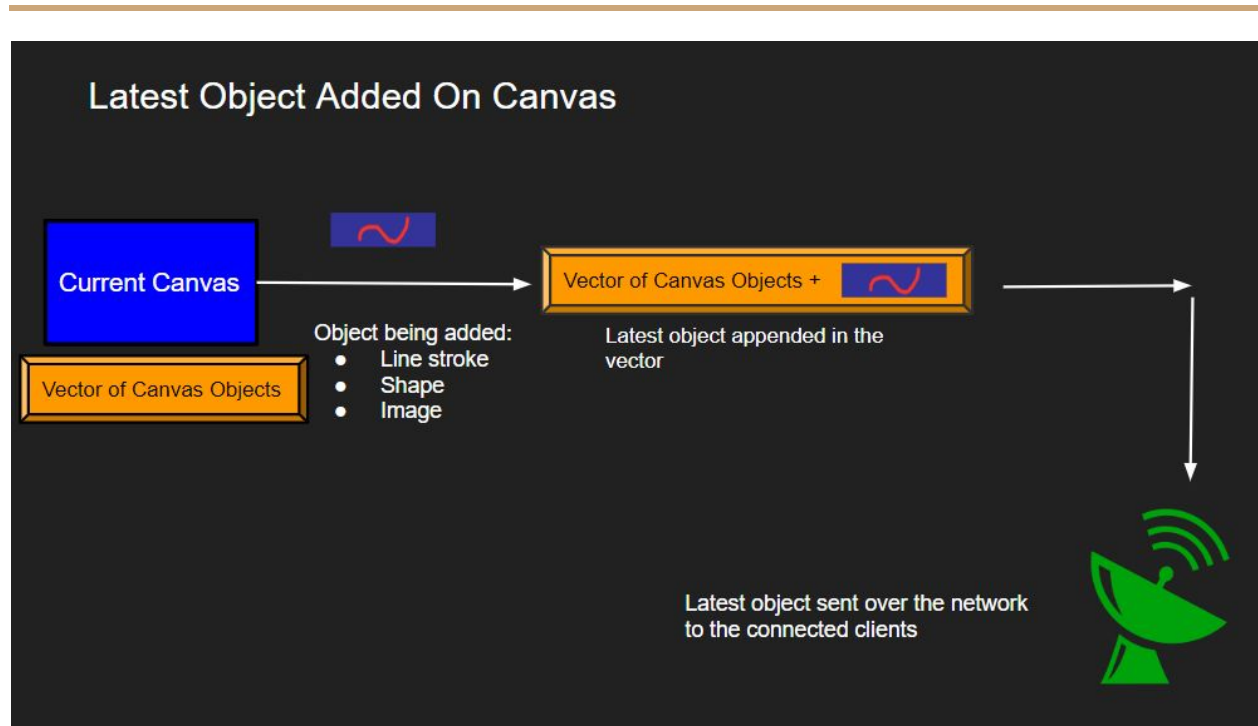 Latest Object Added On Canvas
Current Canvas
Vector of Canvas Objects
Object being added:
● Line stroke
● Shape
● Image
Vector of Canvas Objects +
Latest object appended in the
vector
Latest object sent over the network
to the connected clients